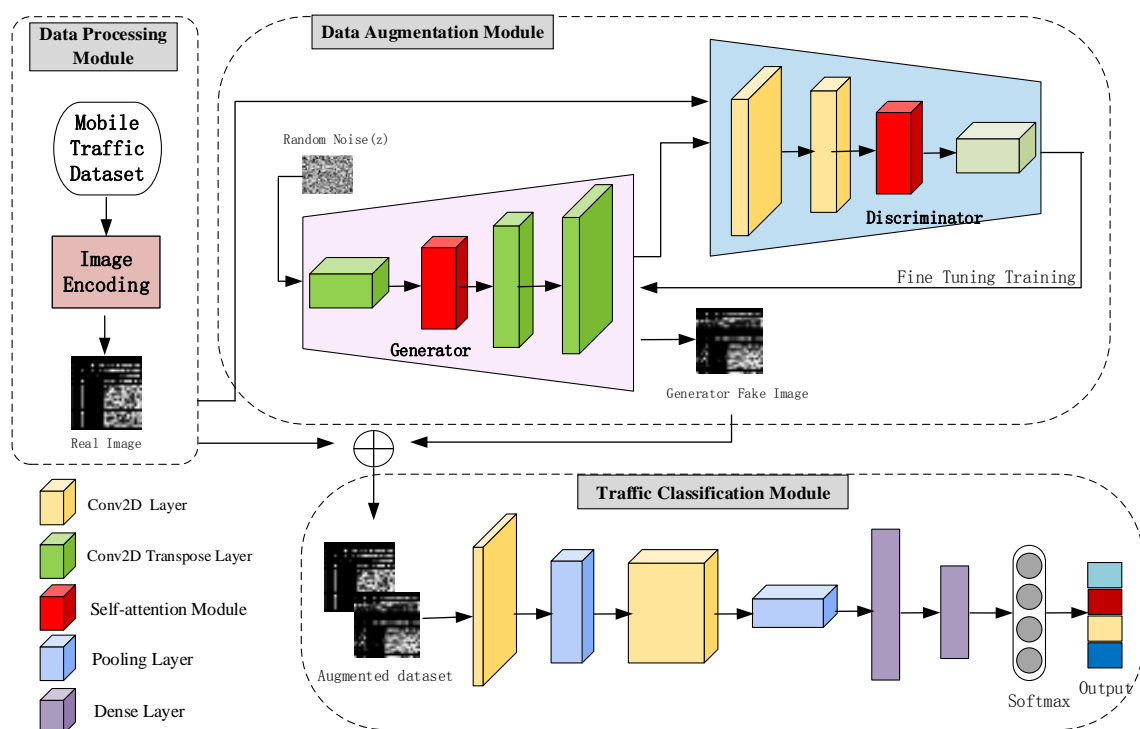 Data Processing
Module
Mobile
Traffic
Dataset
Image
Encoding
Real Image
Data Augmentation Module
Random Noise(z)
Generator
Discriminator
Fine Tuning Training
Generator Fake Image
Conv2D Layer
Conv2D Transpose Layer
Self-attention Module
Pooling Layer
Dense Layer
Traffic Classification Module
Augmented dataset
Softmax
Output